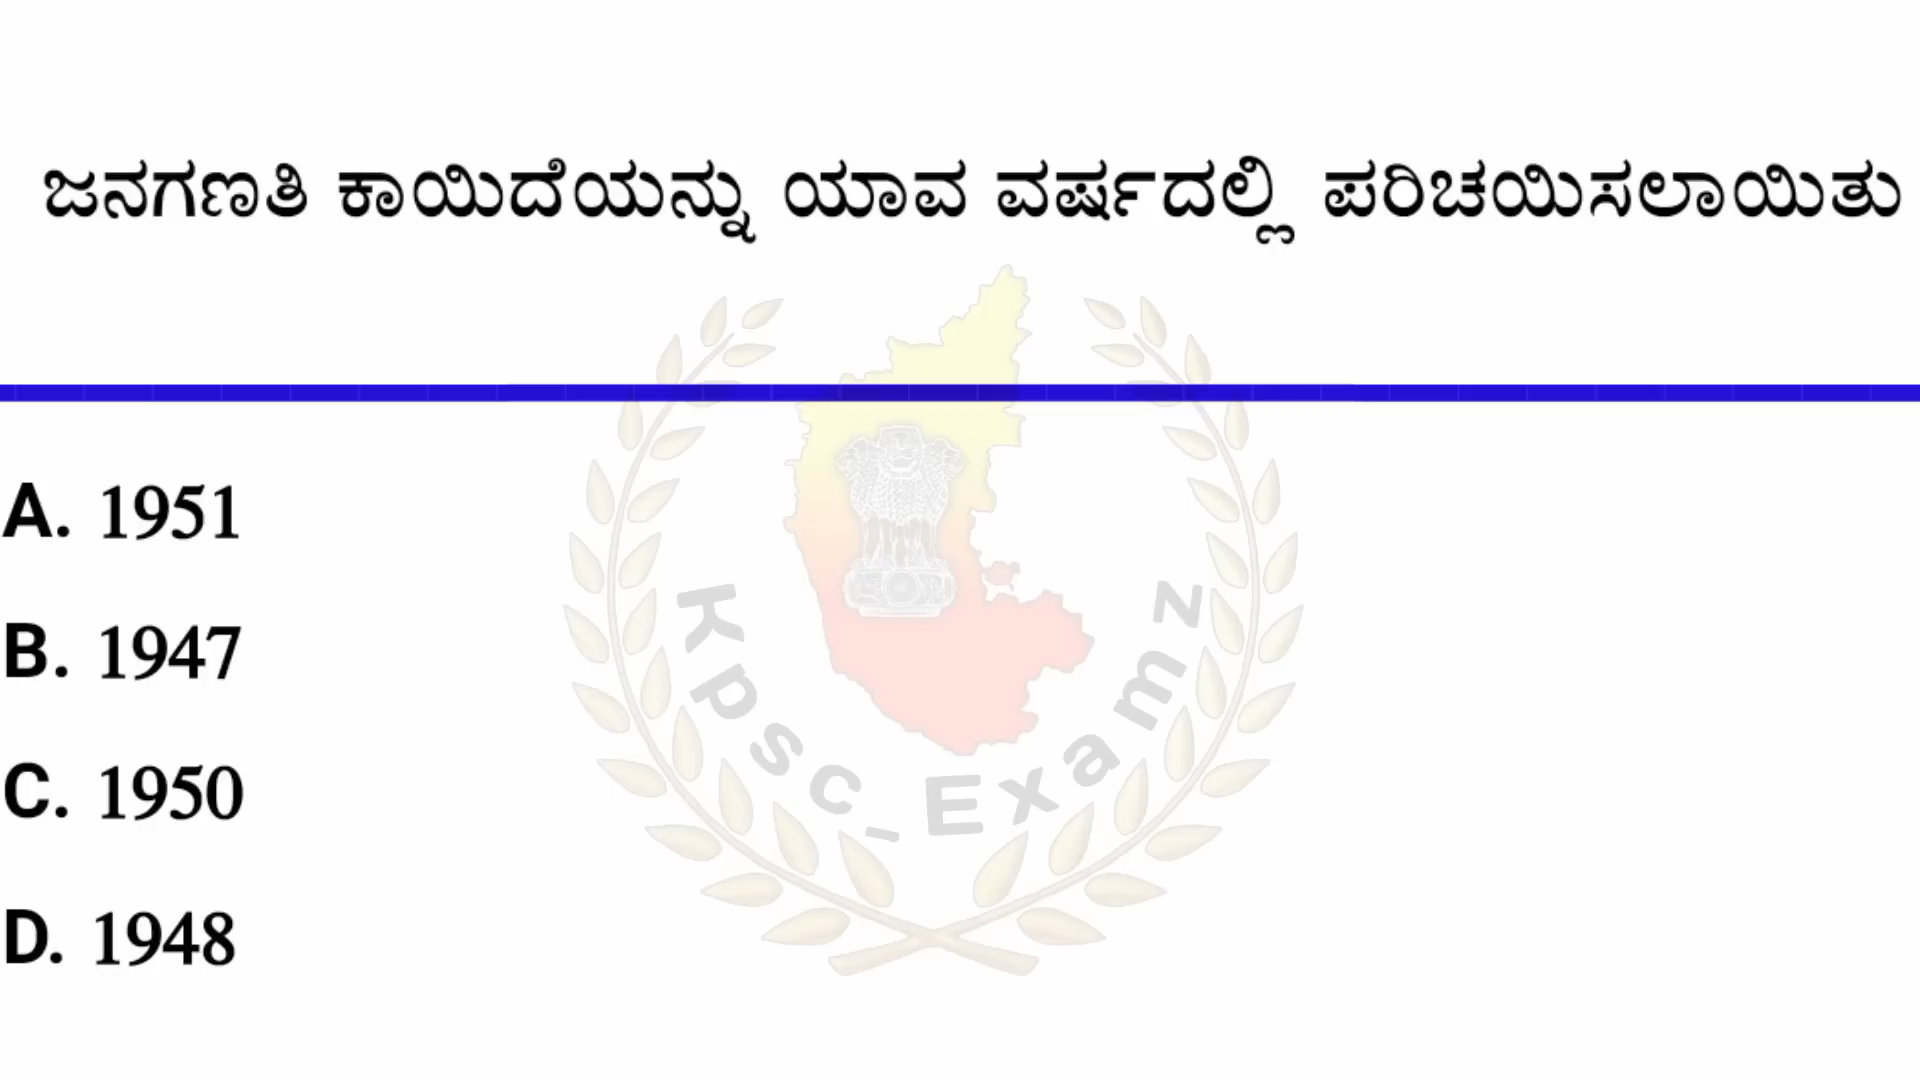 ಜನಗಣತಿ ಕಾಯಿದೆಯನ್ನು ಯಾವ ವರ್ಷದಲ್ಲಿ ಪರಿಚಯಿಸಲಾಯಿತು
A. 1951
B. 1947
C. 1950
D. 1948
Kpsc_Examz